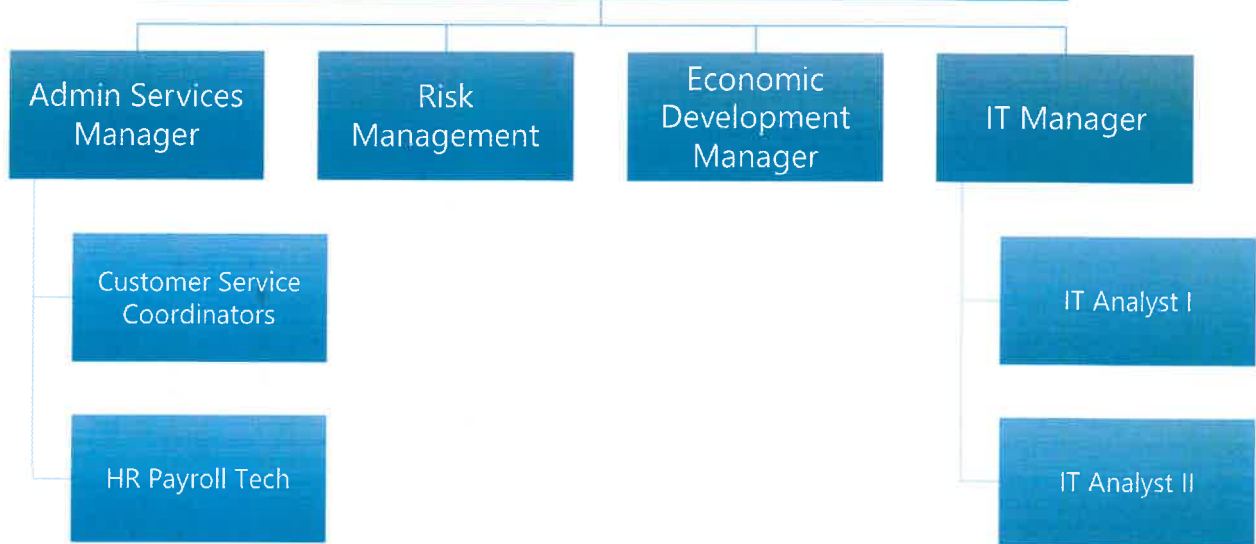 Admin Services
Manager
Risk
Management
Economic
Development
Manager
IT Manager
Customer Service
Coordinators
IT Analyst I
HR Payroll Tech
IT Analyst II